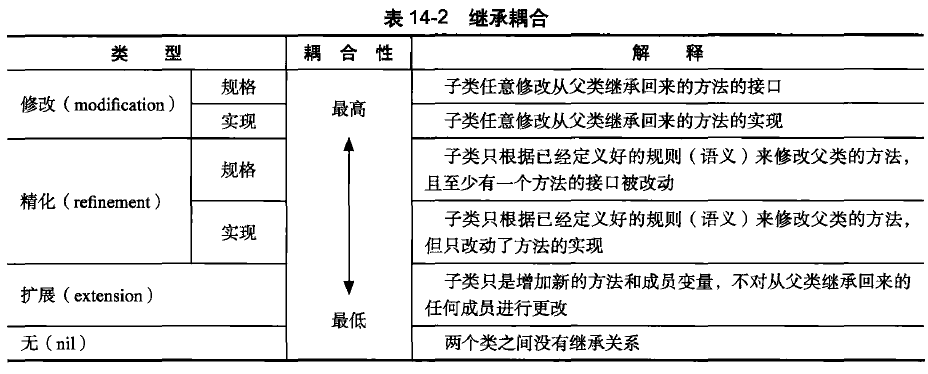 表 14-2 继承耦合
类 型 耦 合 性 解 释
修改（modification） 规格 最高 子类任意修改从父类继承回来的方法的接口
实现 子类任意修改从父类继承回来的方法的实现
精化（refinement） 规格 子类只根据已经定义好的规则（语义）来修改父类的方法，
且至少有一个方法的接口被改动
实现 子类只根据已经定义好的规则（语义）来修改父类的方法，
但只改动了方法的实现
扩展（extension） 子类只是增加新的方法和成员变量，不对从父类继承回来的
任何成员进行更改
最低
无（nil） 两个类之间没有继承关系